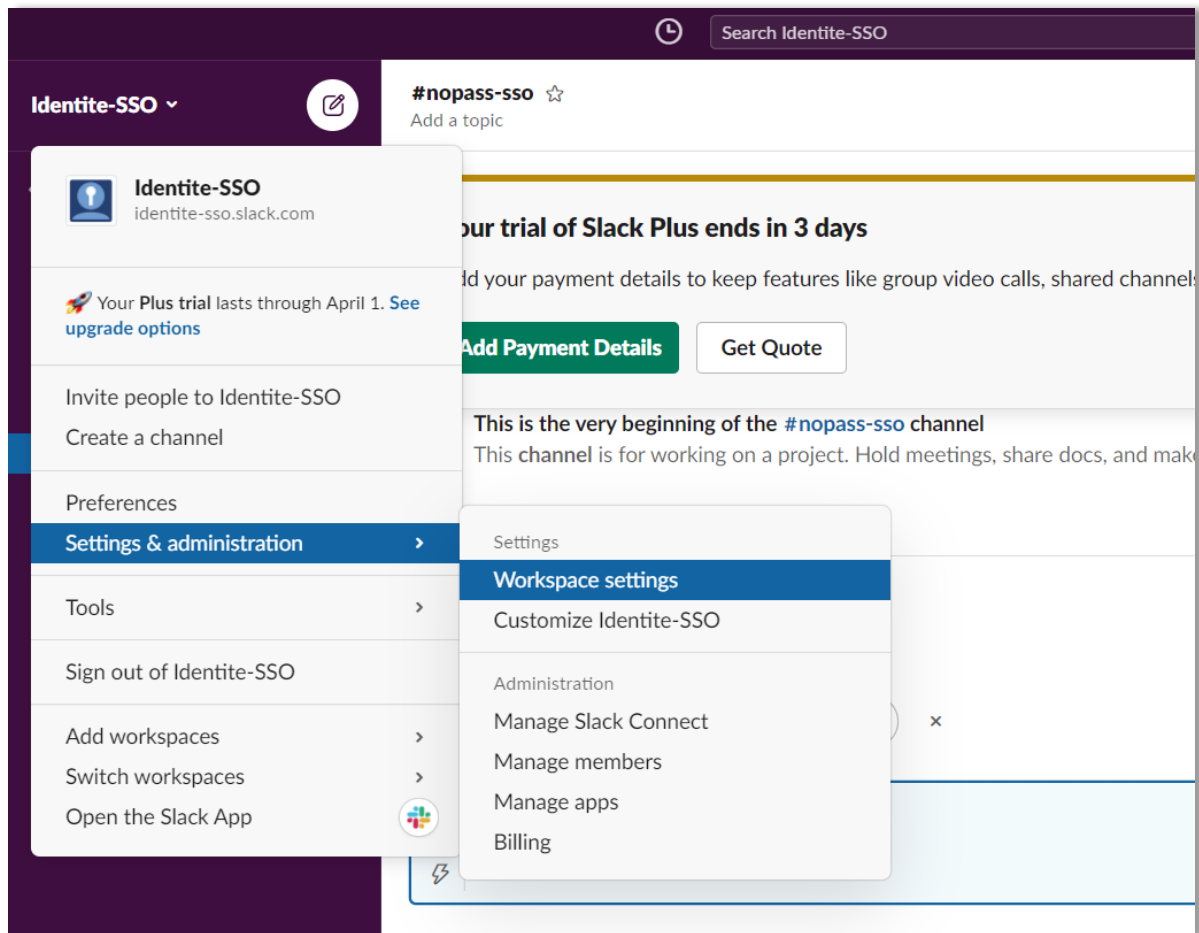 Search Identite-SSO
Identite-SSO
#nopass-sso
Add a topic
Identite-SSO
identite-sso.slack.com
Your Plus trial lasts through April 1. See
upgrade options
Invite people to Identite-SSO
Create a channel
Preferences
Settings & administration
Tools
Sign out of Identite-SSO
Add workspaces
Switch workspaces
Open the Slack App
our trial of Slack Plus ends in 3 days
dd your payment details to keep features like group video calls, shared channels
Add Payment Details
Get Quote
This is the very beginning of the #nopass-sso channel
This channel is for working on a project. Hold meetings, share docs, and make
Settings
Workspace settings
Customize Identite-SSO
Administration
Manage Slack Connect
Manage members
Manage apps
Billing